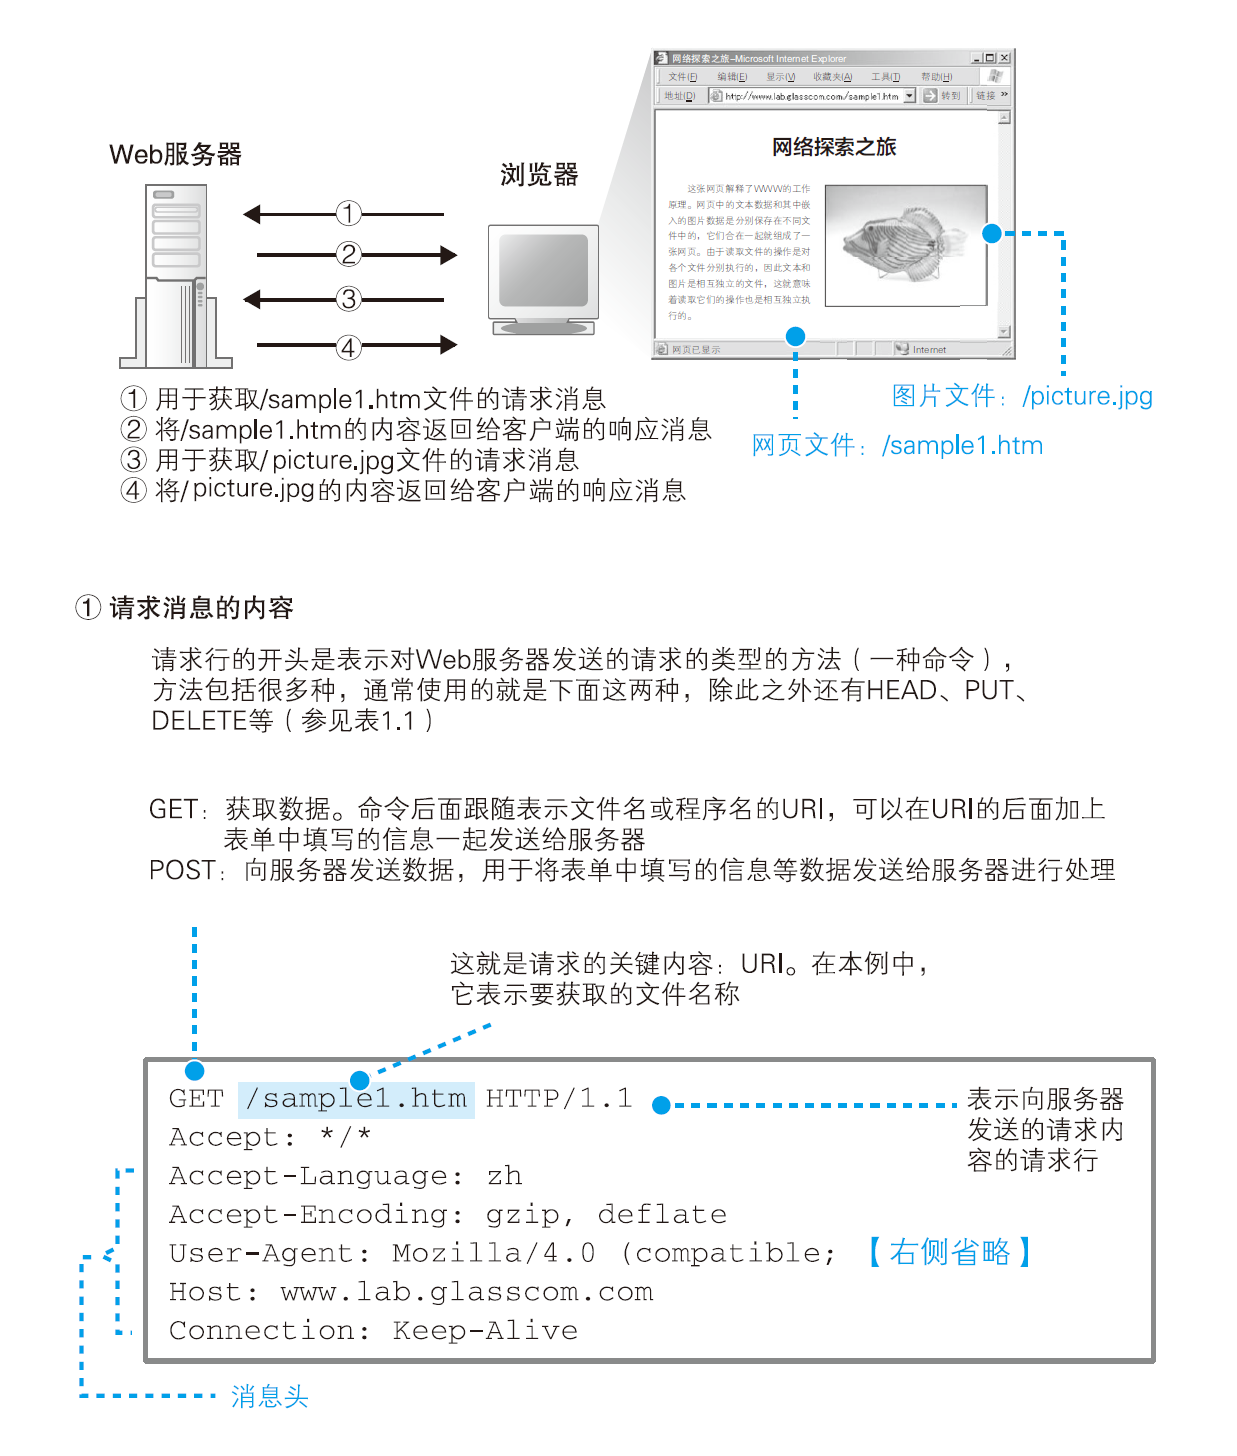 网络探索之旅–Microsoft Internet Explorer
文件(F) 编辑(E) 显示(V) 收藏夹(A) 工具(T) 帮助(H)
地址(D) http://www.lab.glasscom.com/sample1.htm 转到 链接 »
网络探索之旅
这张网页解释了WWW的工作
原理。网页中的文本数据和其中嵌
入的图片数据是分别保存在不同文
件中的，它们合在一起就组成了一
张网页。由于读取文件的操作是对
各个文件分别执行的，因此文本和
图片是相互独立的文件，这就意味
着读取它们的操作也是相互独立执
行的。
网页已显示 Internet
Web服务器
浏览器
①
②
③
④
图片文件：/picture.jpg
网页文件：/sample1.htm
① 用于获取/sample1.htm文件的请求消息
② 将/sample1.htm的内容返回给客户端的响应消息
③ 用于获取/picture.jpg文件的请求消息
④ 将/picture.jpg的内容返回给客户端的响应消息
① 请求消息的内容
请求行的开头是表示对Web服务器发送的请求的类型的方法（一种命令），
方法包括很多种，通常使用的就是下面这两种，除此之外还有HEAD、PUT、
DELETE等（参见表1.1）
GET：获取数据。命令后面跟随表示文件名或程序名的URI，可以在URI的后面加上
表单中填写的信息一起发送给服务器
POST：向服务器发送数据，用于将表单中填写的信息等数据发送给服务器进行处理
这就是请求的关键内容：URI。在本例中，
它表示要获取的文件名称
GET /sample1.htm HTTP/1.1
Accept: */*
Accept-Language: zh
Accept-Encoding: gzip, deflate
User-Agent: Mozilla/4.0 (compatible; 【右侧省略】
Host: www.lab.glasscom.com
Connection: Keep-Alive
表示向服务器
发送的请求内
容的请求行
消息头